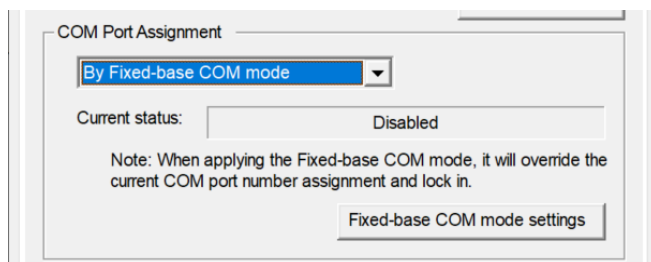 COM Port Assignment
By Fixed-base COM mode
Current status:
Disabled
Note: When applying the Fixed-base COM mode, it will override the
current COM port number assignment and lock in.
Fixed-base COM mode settings